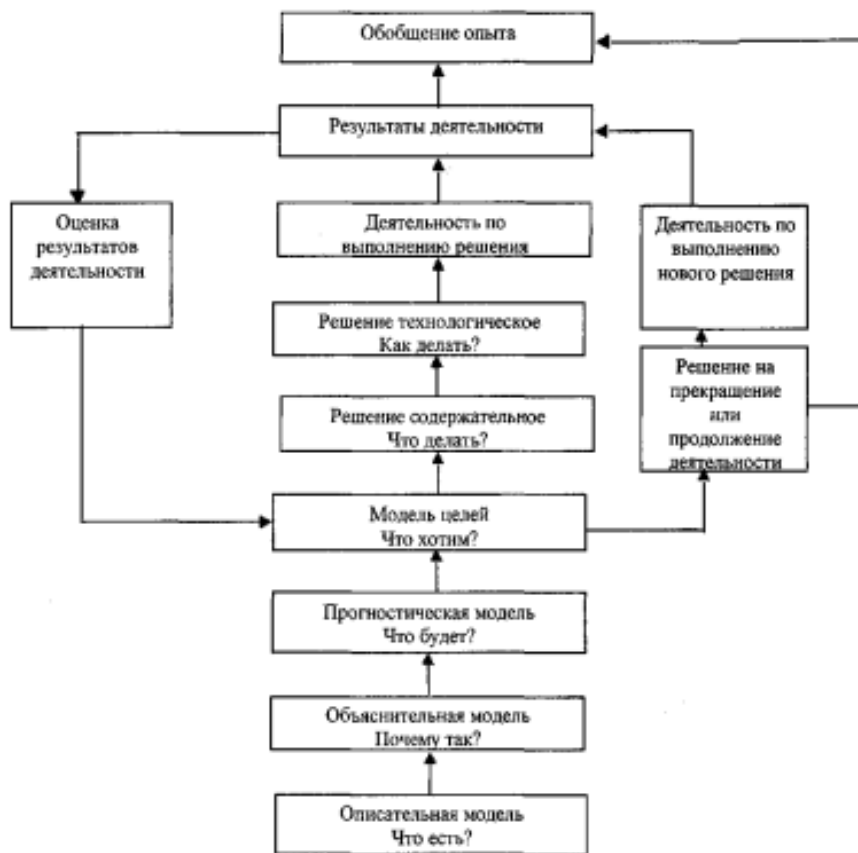 Обобщение опыта
Результаты деятельности
Оценка
результатов
деятельности
Деятельность по
выполнению решения
Деятельность по
выполнению
нового решения
Решение технологическое
Как делать?
Решение на
прекращение
или
продолжение
деятельности
Решение содержательное
Что делать?
Модель целей
Что хотим?
Прогностическая модель
Что будет?
Объяснительная модель
Почему так?
Описательная модель
Что есть?